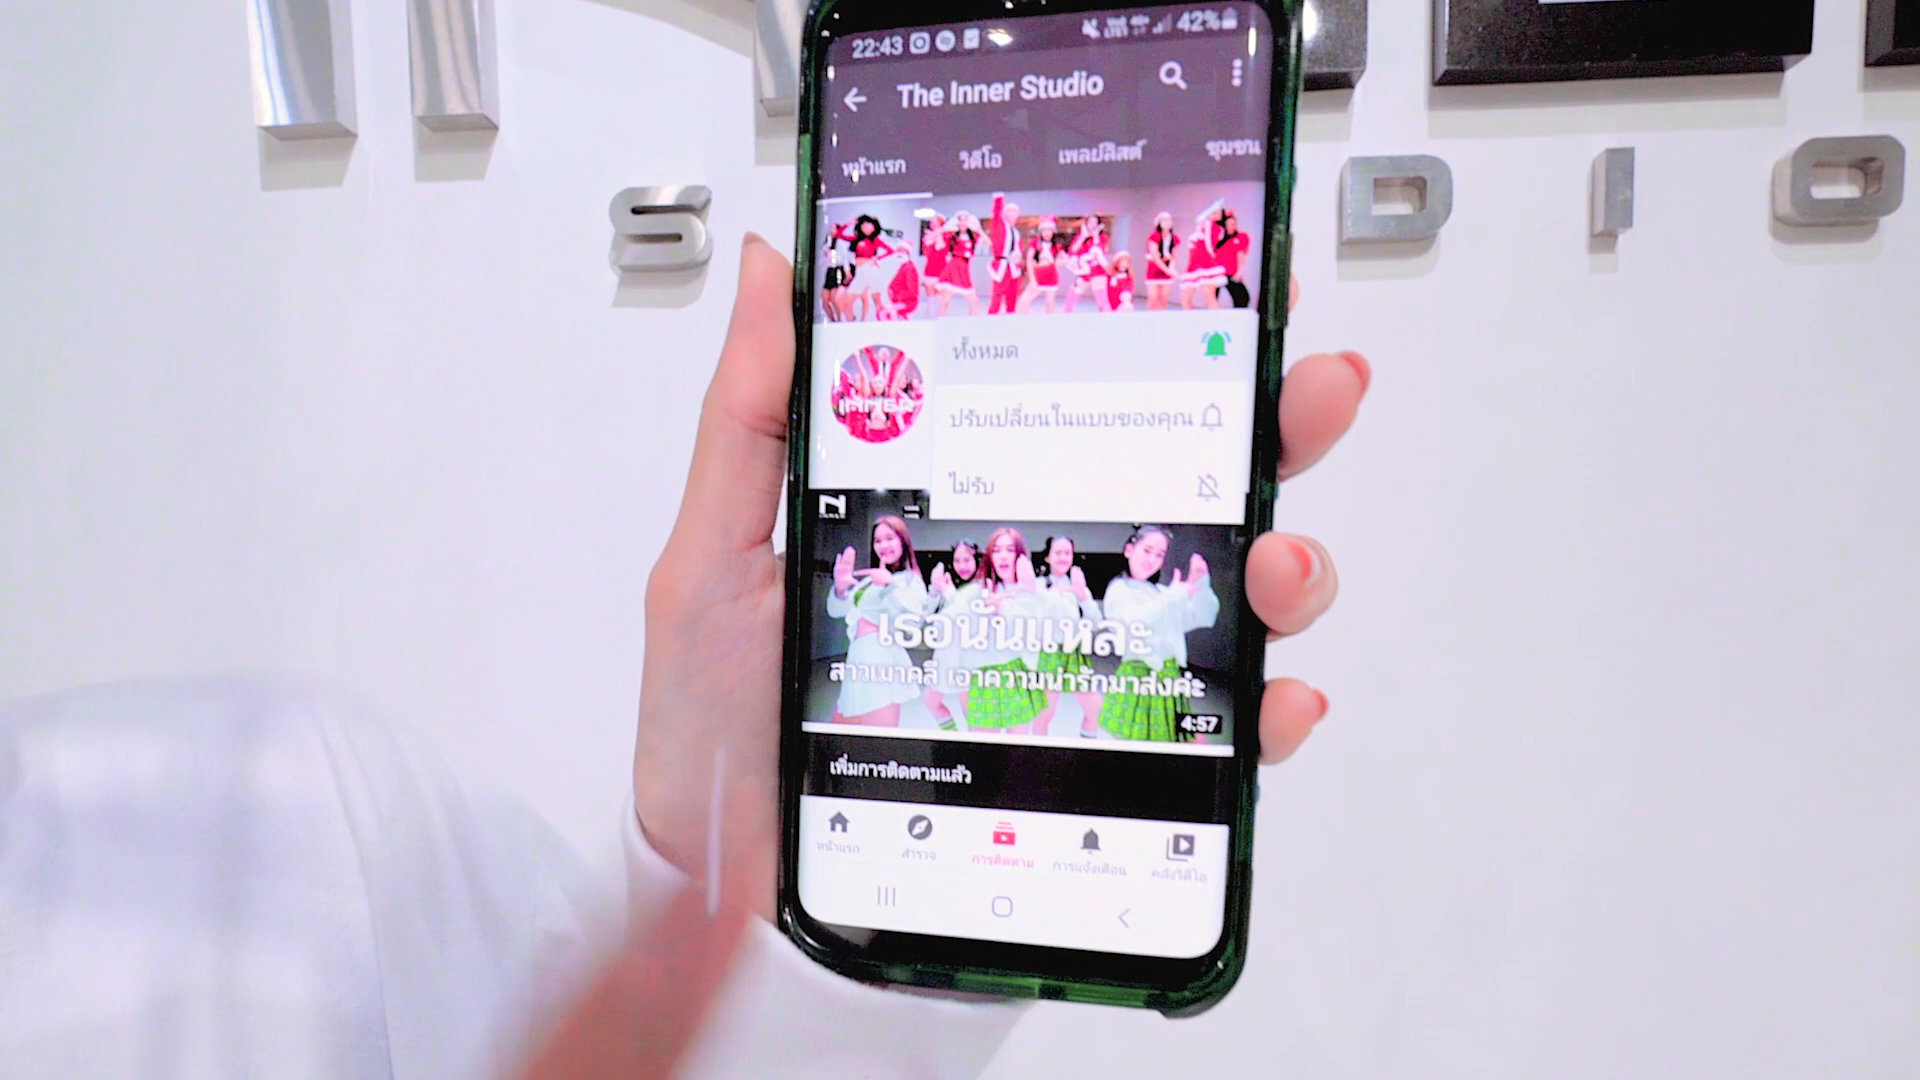 22:43 42%
The Inner Studio
หน้าแรก วิดีโอ เพลย์ลิสต์ ชุมชน
S DIO
ทั้งหมด
INNER
ปรับเปลี่ยนในแบบของคุณ
ไม่รับ
เธอนั่นแหละ
สาวเมาคลี เอาความน่ารักมาส่งค่ะ
4:57
เพิ่มการติดตามแล้ว
หน้าแรก สำรวจ การติดตาม การแจ้งเตือน คลังวิดีโอ